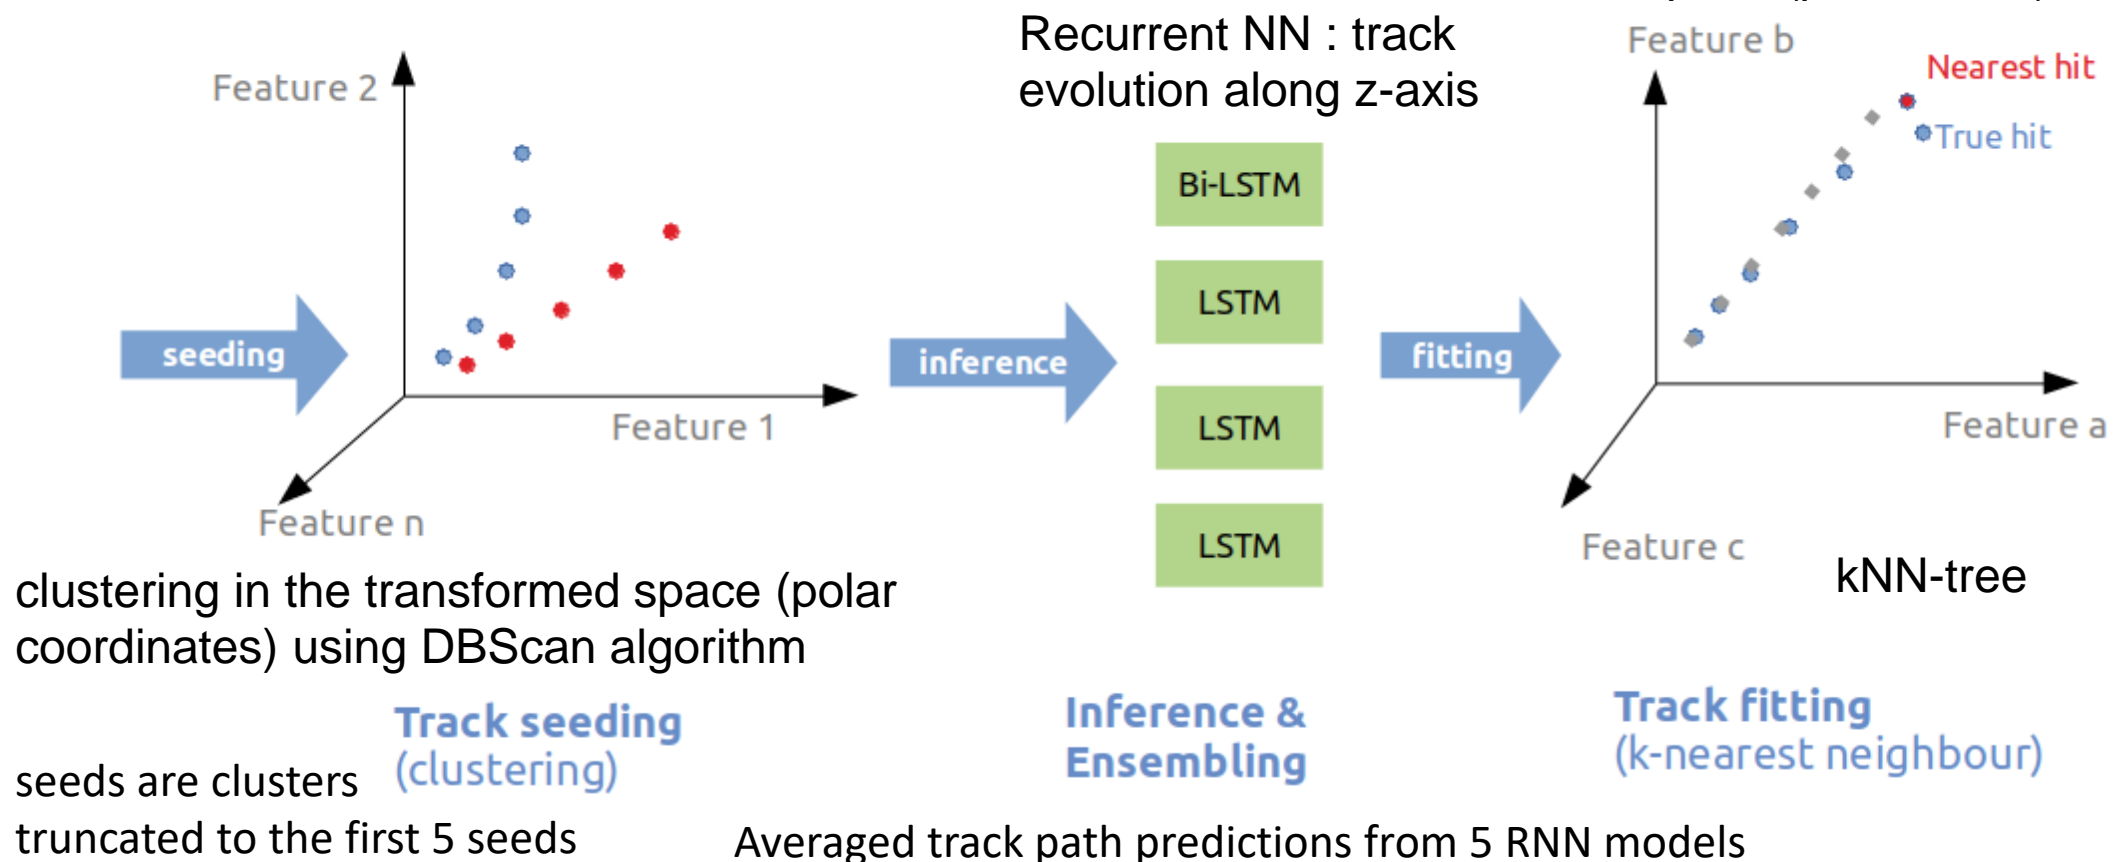 Feature 2
seeding
Feature 1
Feature n
clustering in the transformed space (polar
coordinates) using DBScan algorithm
Track seeding
(clustering)
seeds are clusters
truncated to the first 5 seeds
Recurrent NN : track
evolution along z-axis
inference
Bi-LSTM
LSTM
LSTM
LSTM
Inference &
Ensembling
Averaged track path predictions from 5 RNN models
fitting
Feature b
Nearest hit
True hit
Feature a
Feature c
kNN-tree
Track fitting
(k-nearest neighbour)